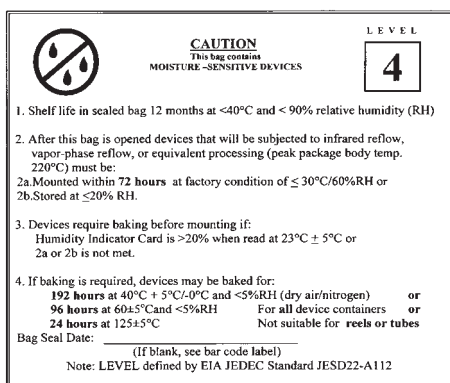 LEVEL
4
CAUTION
This bag contains
MOISTURE –SENSITIVE DEVICES
1. Shelf life in sealed bag 12 months at <40°C and < 90% relative humidity (RH)
2. After this bag is opened devices that will be subjected to infrared reflow,
vapor-phase reflow, or equivalent processing (peak package body temp.
220°C) must be:
2a.Mounted within 72 hours at factory condition of ≤ 30°C/60%RH or
2b.Stored at ≤20% RH.
3. Devices require baking before mounting if:
Humidity Indicator Card is >20% when read at 23°C ± 5°C or
2a or 2b is not met.
4. If baking is required, devices may be baked for:
192 hours at 40°C + 5°C/-0°C and <5%RH (dry air/nitrogen) or
96 hours at 60±5°Cand <5%RH For all device containers or
24 hours at 125±5°C Not suitable for reels or tubes
Bag Seal Date:
(If blank, see bar code label)
Note: LEVEL defined by EIA JEDEC Standard JESD22-A112